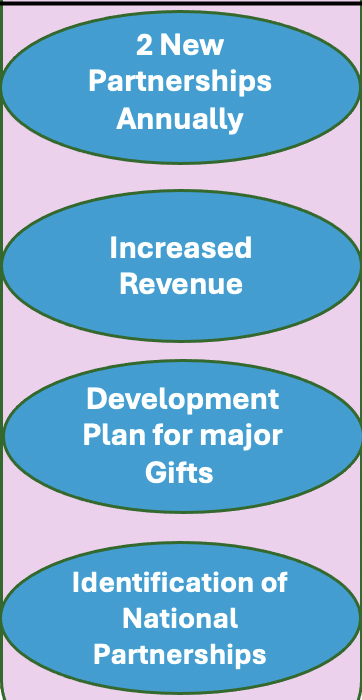 2 New
Partnerships
Annually
Increased
Revenue
Development
Plan for major
Gifts
Identification of
National
Partnerships